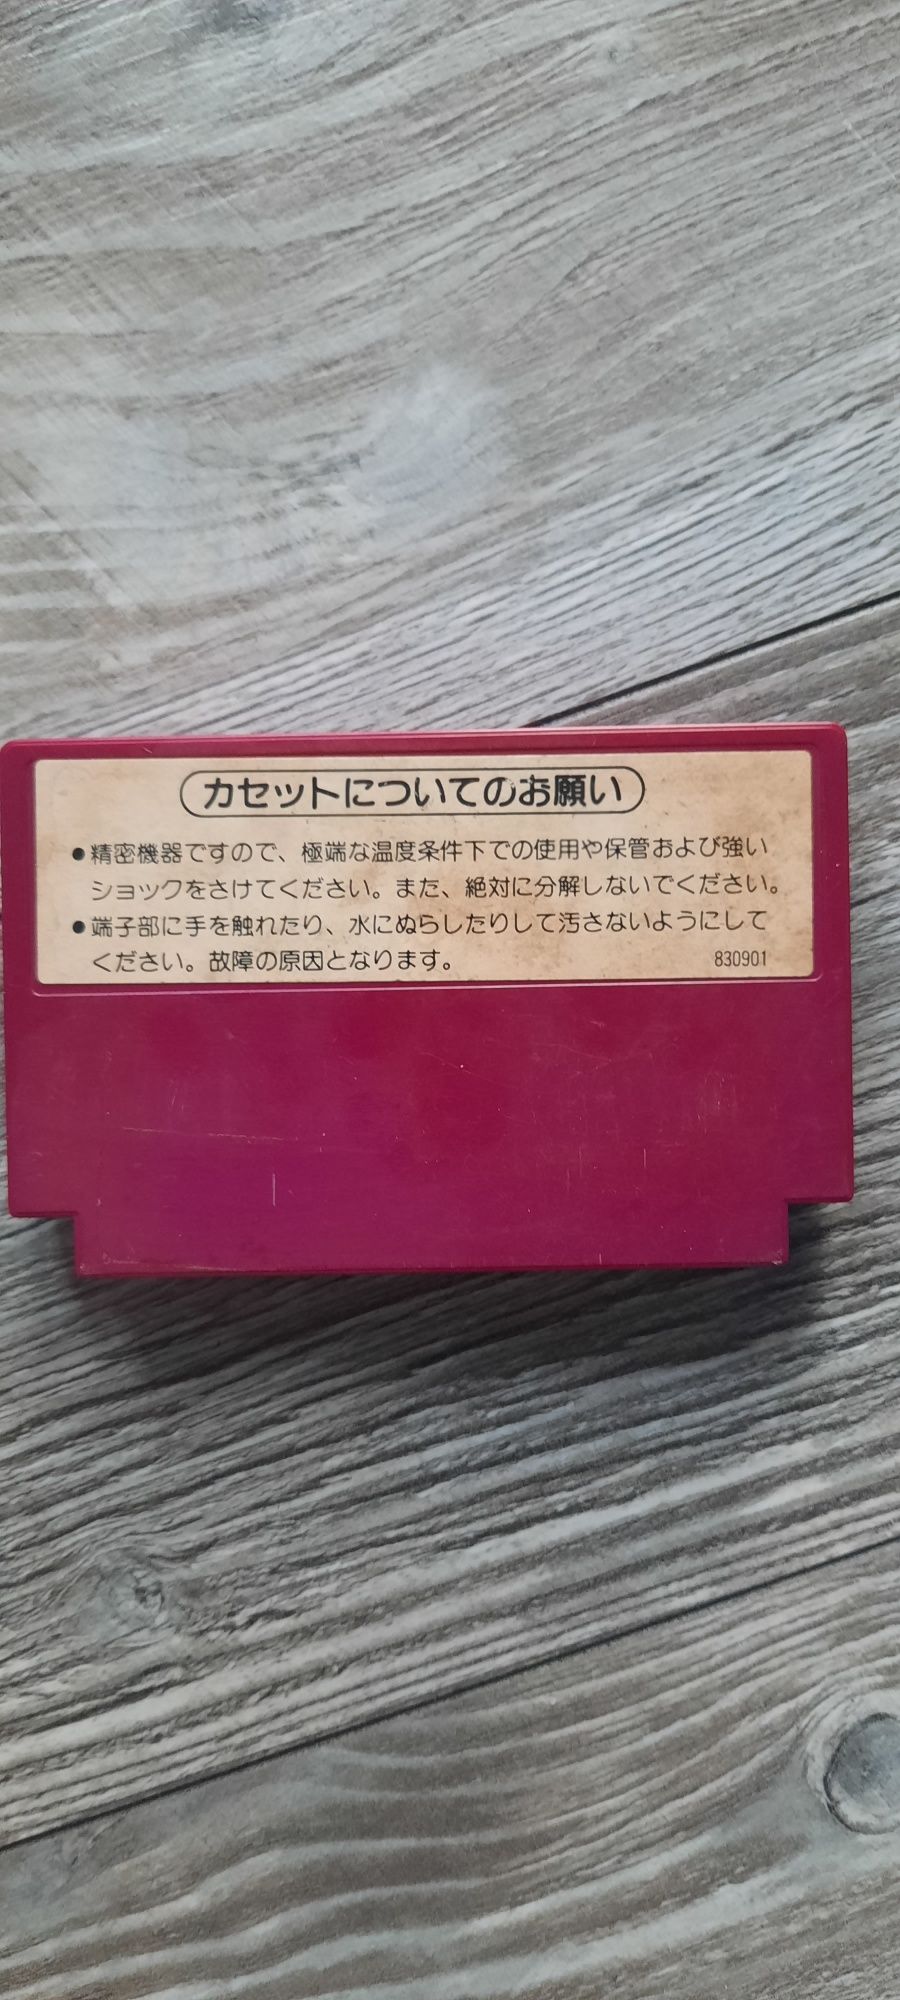 カセットについてのお願い
●精密機器ですので、極端な温度条件下での使用や保管および強い
ショックをさけてください。また、絶対に分解しないでください。
●端子部に手を触れたり、水にぬらしたりして汚さないようにして
ください。故障の原因となります。 830901